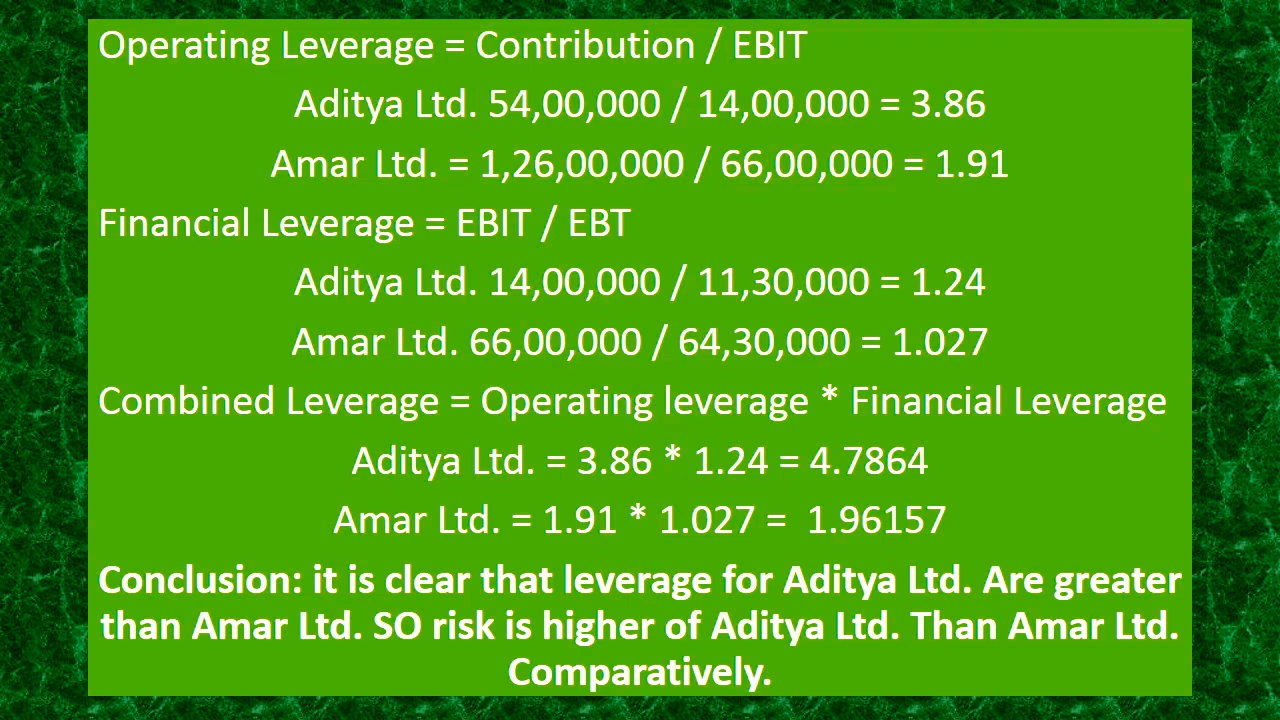 Operating Leverage = Contribution / EBIT
Aditya Ltd. 54,00,000 / 14,00,000 = 3.86
Amar Ltd. = 1,26,00,000 / 66,00,000 = 1.91
Financial Leverage = EBIT / EBT
Aditya Ltd. 14,00,000 / 11,30,000 = 1.24
Amar Ltd. 66,00,000 / 64,30,000 = 1.027
Combined Leverage = Operating leverage * Financial Leverage
Aditya Ltd. = 3.86 * 1.24 = 4.7864
Amar Ltd. = 1.91 * 1.027 = 1.96157
Conclusion: it is clear that leverage for Aditya Ltd. Are greater
than Amar Ltd. SO risk is higher of Aditya Ltd. Than Amar Ltd.
Comparatively.